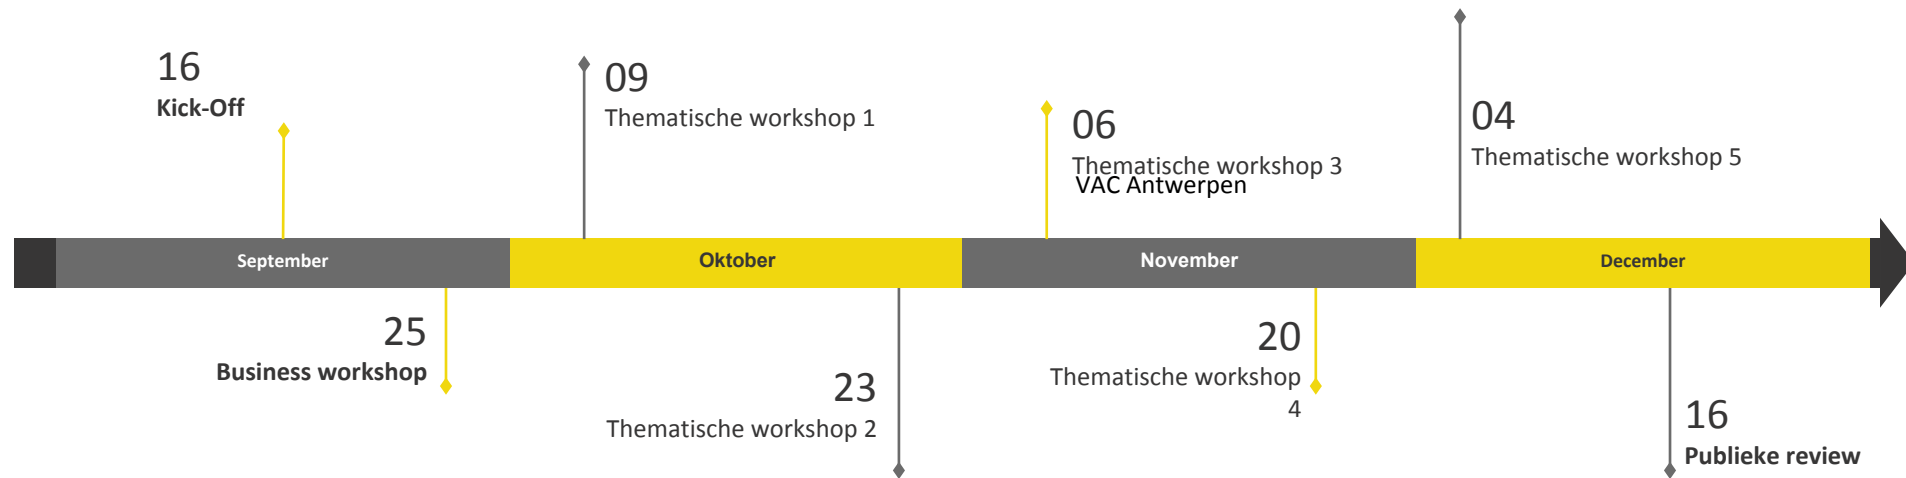 16
Kick-Off
09
Thematische workshop 1
06
Thematische workshop 3
VAC Antwerpen
04
Thematische workshop 5
September
Oktober
November
December
25
Business workshop
23
Thematische workshop 2
20
Thematische workshop
4
16
Publieke review